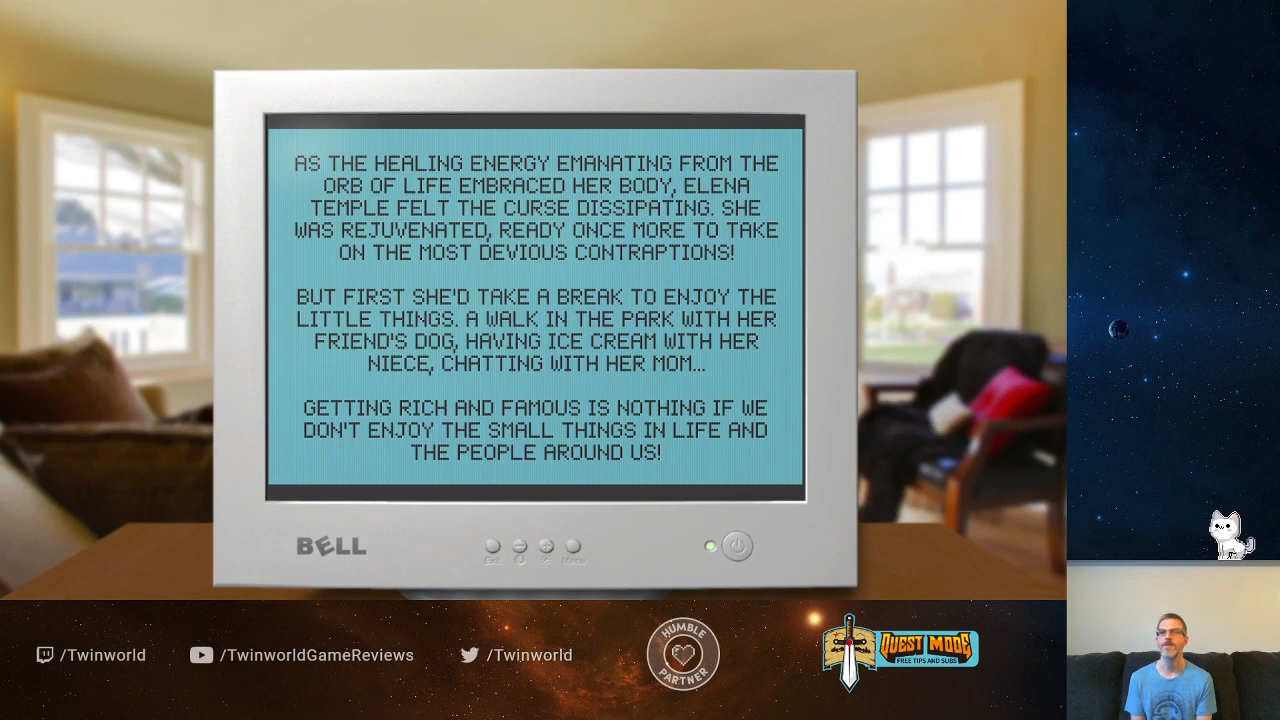 AS THE HEALING ENERGY EMANATING FROM THE
ORB OF LIFE EMBRACED HER BODY, ELENA
TEMPLE FELT THE CURSE DISSIPATING. SHE
WAS REJUVENATED, READY ONCE MORE TO TAKE
ON THE MOST DEVIOUS CONTRAPTIONS!
BUT FIRST SHE'D TAKE A BREAK TO ENJOY THE
LITTLE THINGS. A WALK IN THE PARK WITH HER
FRIEND'S DOG, HAVING ICE CREAM WITH HER
NIECE, CHATTING WITH HER MOM...
GETTING RICH AND FAMOUS IS NOTHING IF WE
DON'T ENJOY THE SMALL THINGS IN LIFE AND
THE PEOPLE AROUND US!
BELL
Exit
Menu
/Twinworld
/TwinworldGameReviews
/Twinworld
HUMBLE
PARTNER
QUEST MODE
FREE TIPS AND SUBS